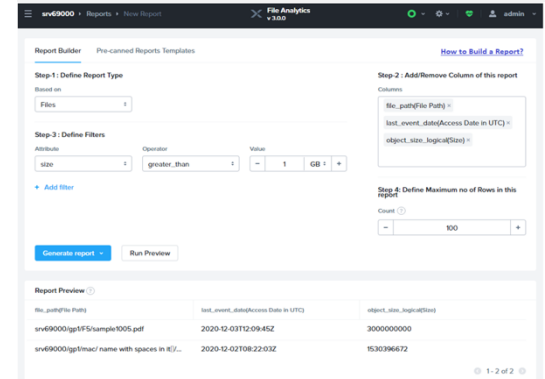 srv69000 › Reports › New Report
File Analytics
v 3.0.0
admin
Report Builder
Pre-canned Reports Templates
How to Build a Report?
Step-1 : Define Report Type
Based on
Files
Step-2 : Add/Remove Column of this report
Columns
file_path(File Path) ×
last_event_date(Access Date in UTC) ×
object_size_logical(Size) ×
Step-3 : Define Filters
Attribute
Operator
Value
size
greater_than
− 1 GB +
+ Add filter
Step 4: Define Maximum no of Rows in this
report
Count ?
− 100 +
Generate report
Run Preview
Report Preview ?
file_path(File Path)
last_event_date(Access Date in UTC)
object_size_logical(Size)
srv69000/gp1/F5/sample1005.pdf
2020-12-03T12:09:45Z
3000000000
srv69000/gp1/mac/ name with spaces in it/...
2020-12-02T08:22:03Z
1530396672
1 - 2 of 2